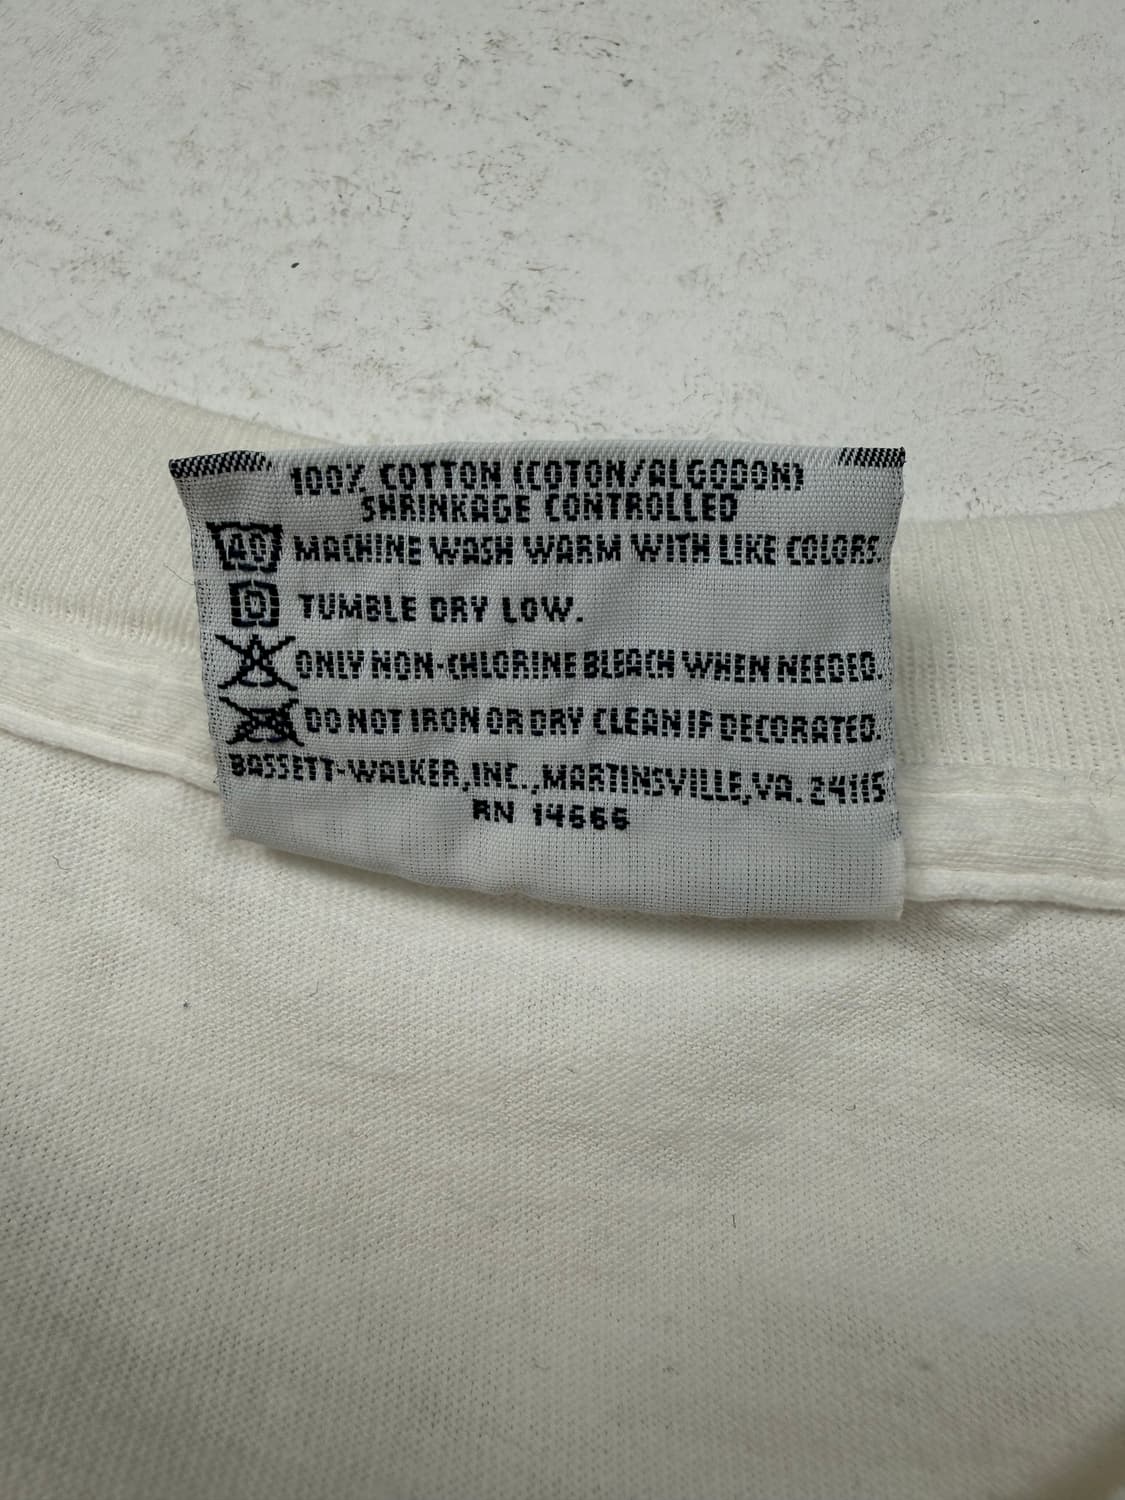 100% COTTON (COTON/ALGODON)
SHRINKAGE CONTROLLED
40 MACHINE WASH WARM WITH LIKE COLORS.
TUMBLE DRY LOW.
ONLY NON-CHLORINE BLEACH WHEN NEEDED.
DO NOT IRON OR DRY CLEAN IF DECORATED.
BASSETT-WALKER, INC., MARTINSVILLE, VA. 24115
RN 14666